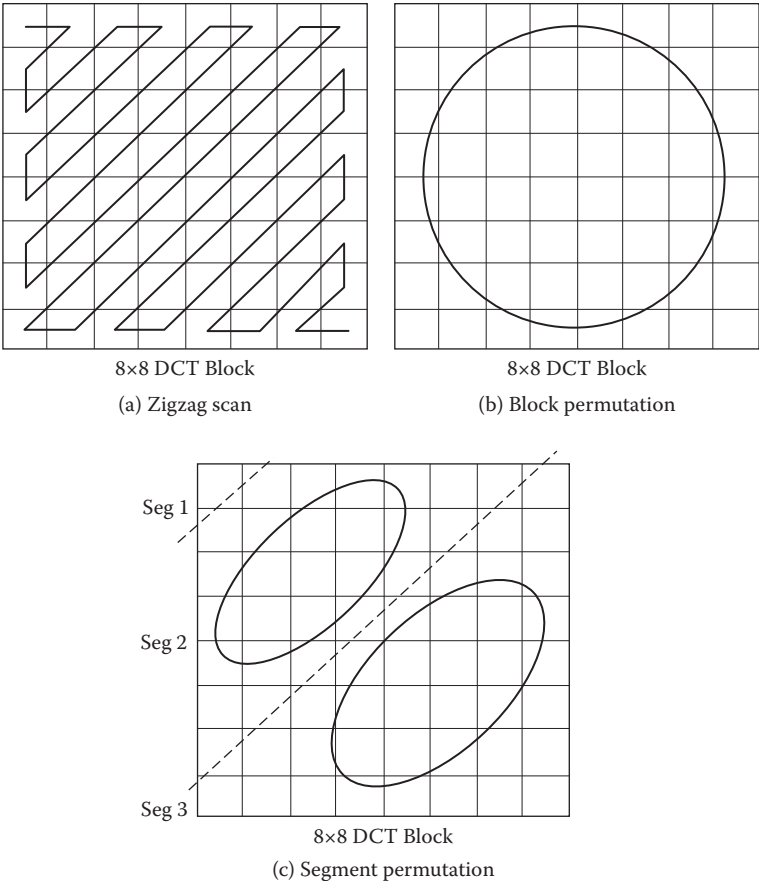 8×8 DCT Block
(a) Zigzag scan
8×8 DCT Block
(b) Block permutation
Seg 1
Seg 2
Seg 3
8×8 DCT Block
(c) Segment permutation